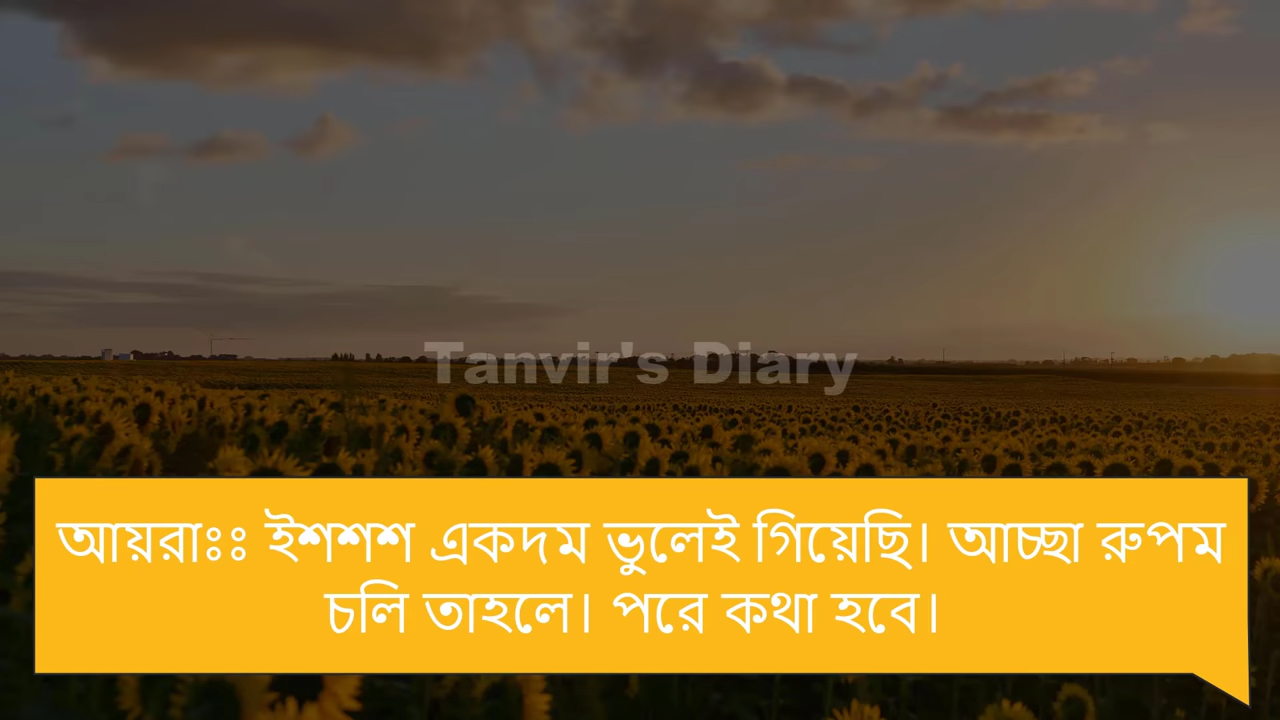 Tanvir's Diary
আয়রাঃঃ ইশশশ একদম ভুলেই গিয়েছি। আচ্ছা রুপম
চলি তাহলে। পরে কথা হবে।